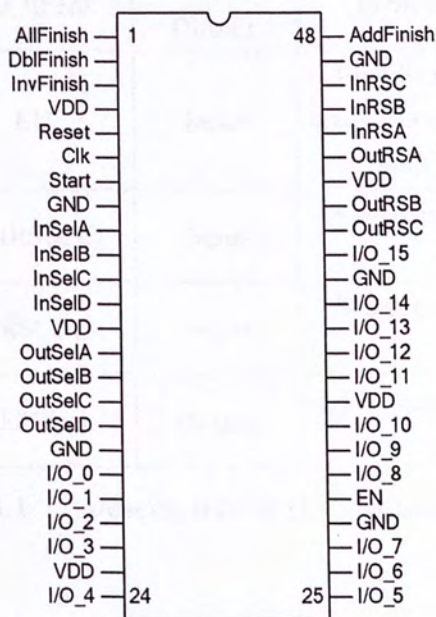 AllFinish 1 48 AddFinish
DblFinish GND
InvFinish InRSC
VDD InRSB
Reset InRSA
Clk OutRSA
Start VDD
GND OutRSB
InSelA OutRSC
InSelB I/O_15
InSelC GND
InSelD I/O_14
VDD I/O_13
OutSelA I/O_12
OutSelB I/O_11
OutSelC VDD
OutSelD I/O_10
GND I/O_9
I/O_0 I/O_8
I/O_1 EN
I/O_2 GND
I/O_3 I/O_7
VDD I/O_6
I/O_4 24 25 I/O_5